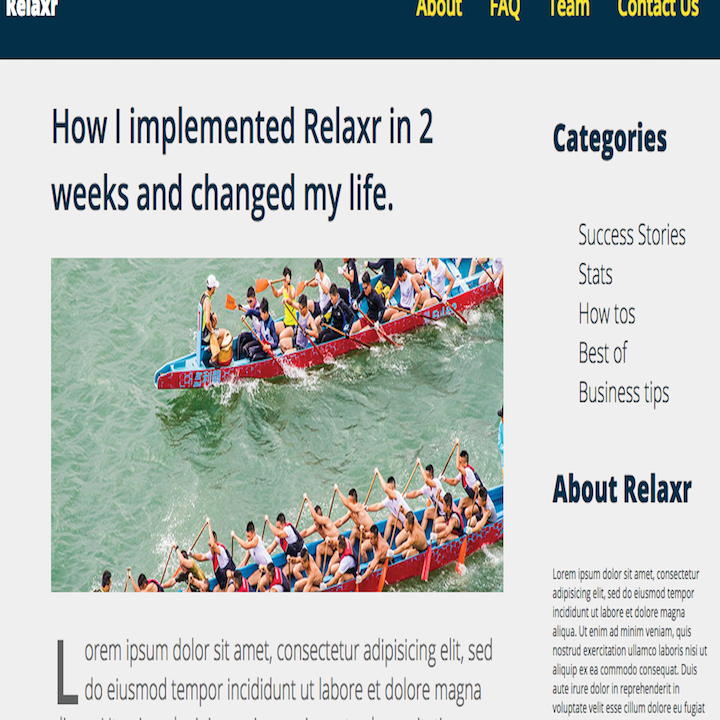 Relaxr
About FAQ Team Contact Us
How I implemented Relaxr in 2
weeks and changed my life.
Lorem ipsum dolor sit amet, consectetur adipisicing elit, sed
do eiusmod tempor incididunt ut labore et dolore magna
Categories
Success Stories
Stats
How tos
Best of
Business tips
About Relaxr
Lorem ipsum dolor sit amet, consectetur
adipisicing elit, sed do eiusmod tempor
incididunt ut labore et dolore magna
aliqua. Ut enim ad minim veniam, quis
nostrud exercitation ullamco laboris nisi ut
aliquip ex ea commodo consequat. Duis
aute irure dolor in reprehenderit in
voluptate velit esse cillum dolore eu fugiat